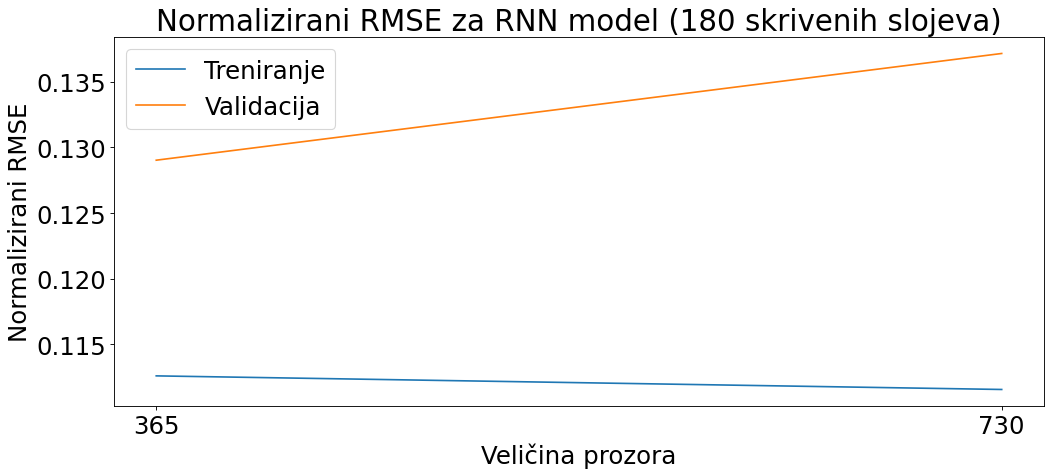 Normalizirani RMSE za RNN model (180 skrivenih slojeva)
Treniranje
Validacija
Normalizirani RMSE
0.135
0.130
0.125
0.120
0.115
365
730
Veličina prozora